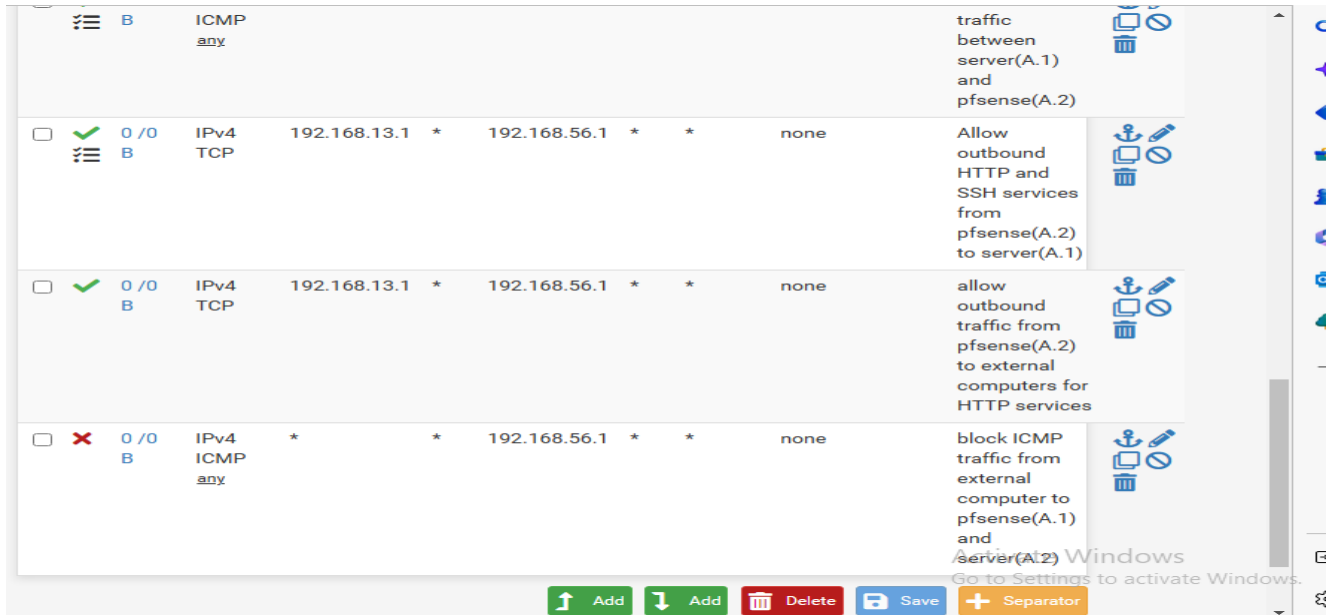 B ICMP traffic
any between
server(A.1)
and
pfsense(A.2)
0 /0 IPv4 192.168.13.1 * 192.168.56.1 * * none Allow
B TCP outbound
HTTP and
SSH services
from
pfsense(A.2)
to server(A.1)
0 /0 IPv4 192.168.13.1 * 192.168.56.1 * * none allow
B TCP outbound
traffic from
pfsense(A.2)
to external
computers for
HTTP services
0 /0 IPv4 * * 192.168.56.1 * * none block ICMP
B ICMP traffic from
any external
computer to
pfsense(A.1)
and
server(A.2)
Activate Windows
Go to Settings to activate Windows.
Add Add Delete Save Separator